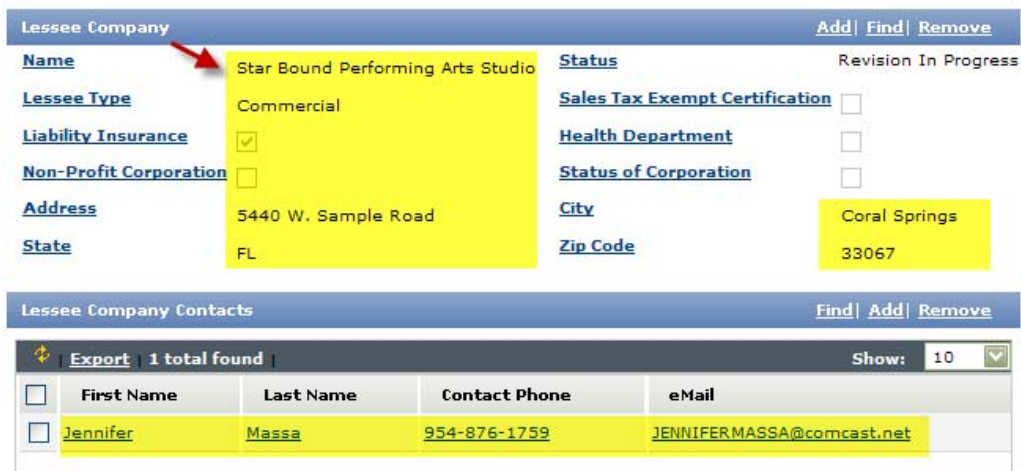 Lessee Company Add| Find| Remove
Name Star Bound Performing Arts Studio Status Revision In Progress
Lessee Type Commercial Sales Tax Exempt Certification
Liability Insurance Health Department
Non-Profit Corporation Status of Corporation
Address 5440 W. Sample Road City Coral Springs
State FL Zip Code 33067
Lessee Company Contacts Find| Add| Remove
Export | 1 total found | Show: 10
First Name Last Name Contact Phone eMail
Jennifer Massa 954-876-1759 JENNIFERMASSA@comcast.net